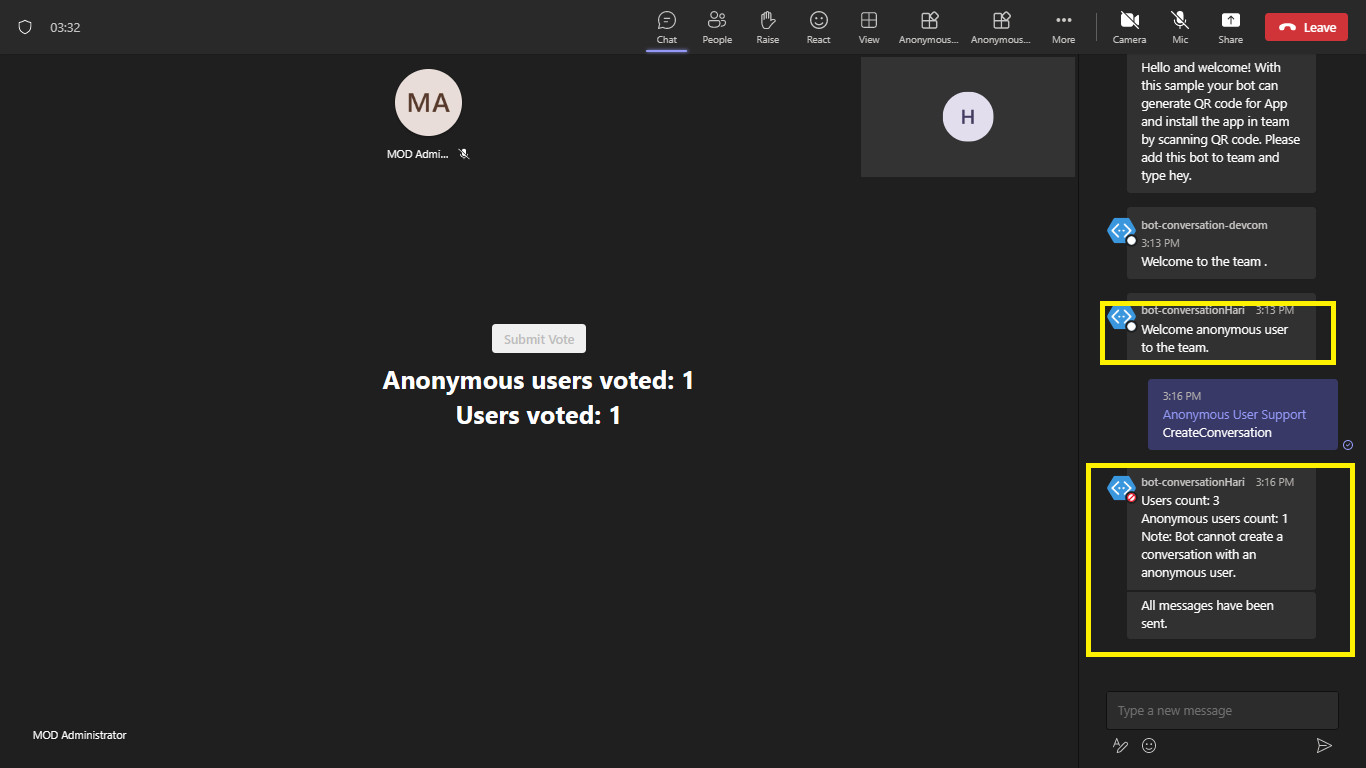 03:32
Chat
People
Raise
React
View
Anonymous...
Anonymous...
More
Camera
Mic
Share
Leave
MA
MOD Admi...
H
Submit Vote
Anonymous users voted: 1
Users voted: 1
MOD Administrator
Hello and welcome! With
this sample your bot can
generate QR code for App
and install the app in team
by scanning QR code. Please
add this bot to team and
type hey.
bot-conversation-devcom
3:13 PM
Welcome to the team .
bot-conversationHari 3:13 PM
Welcome anonymous user
to the team.
3:16 PM
Anonymous User Support
CreateConversation
bot-conversationHari 3:16 PM
Users count: 3
Anonymous users count: 1
Note: Bot cannot create a
conversation with an
anonymous user.
All messages have been
sent.
Type a new message